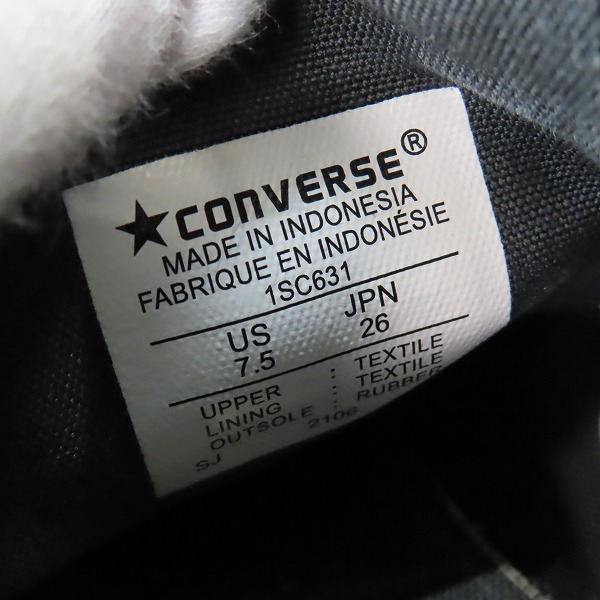 ★CONVERSE®
MADE IN INDONESIA
FABRIQUE EN INDONÉSIE
1SC631
US JPN
7.5 26
UPPER : TEXTILE
LINING : TEXTILE
OUTSOLE : RUBBER
SJ 2106